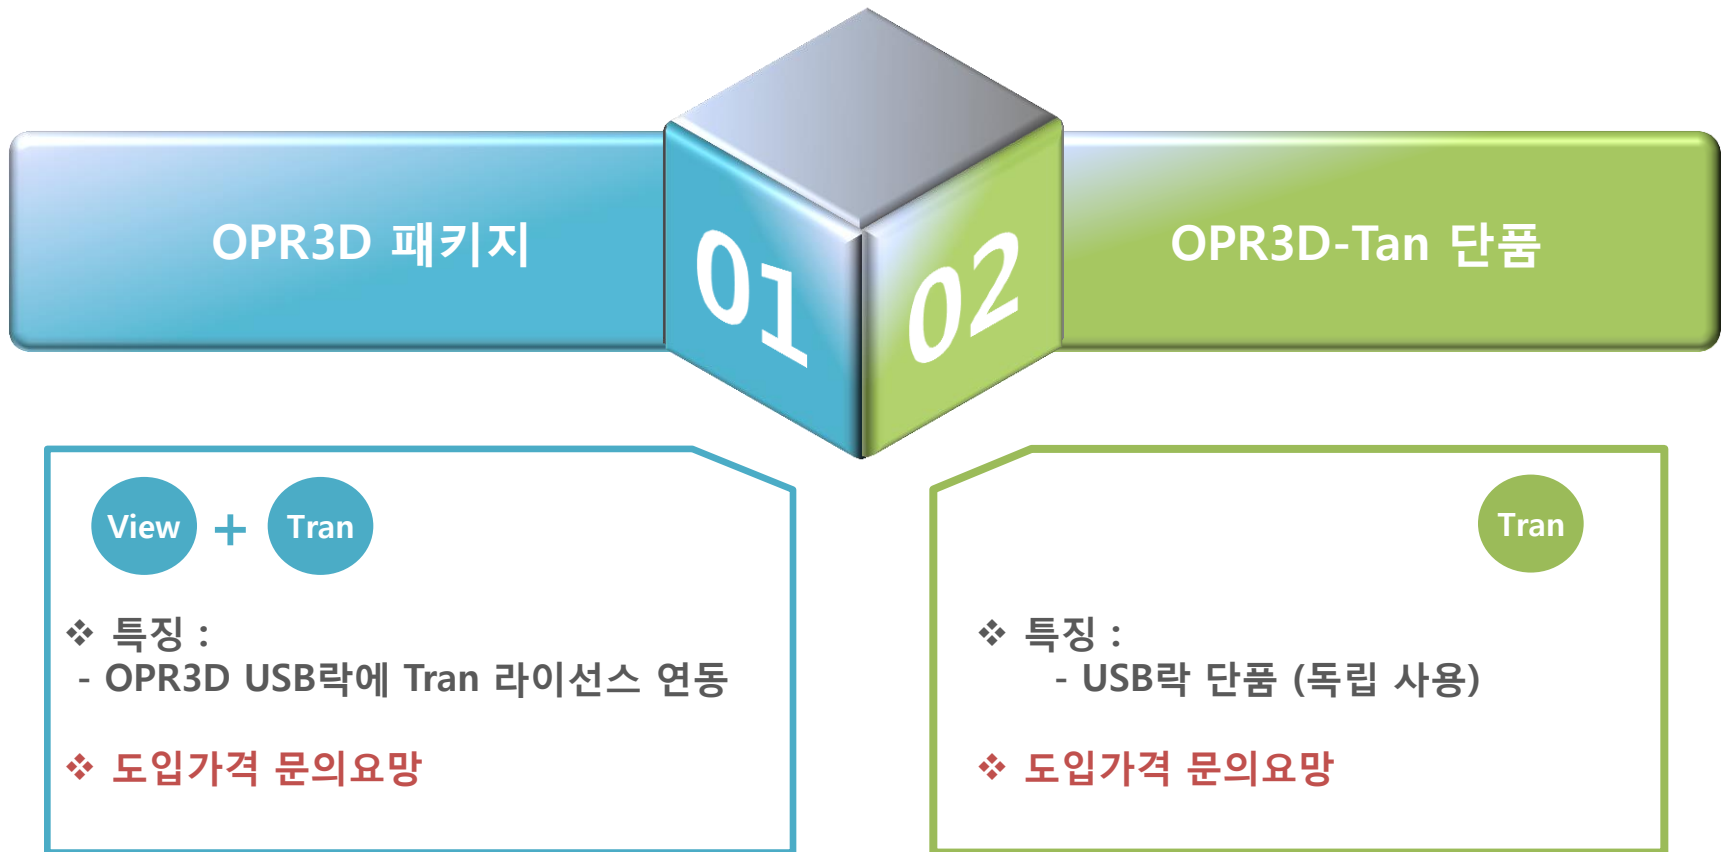 OPR3D 패키지
01
02
OPR3D-Tan 단품
View + Tran
❖ 특징 :
- OPR3D USB락에 Tran 라이선스 연동
❖ 도입가격 문의요망
Tran
❖ 특징 :
- USB락 단품 (독립 사용)
❖ 도입가격 문의요망